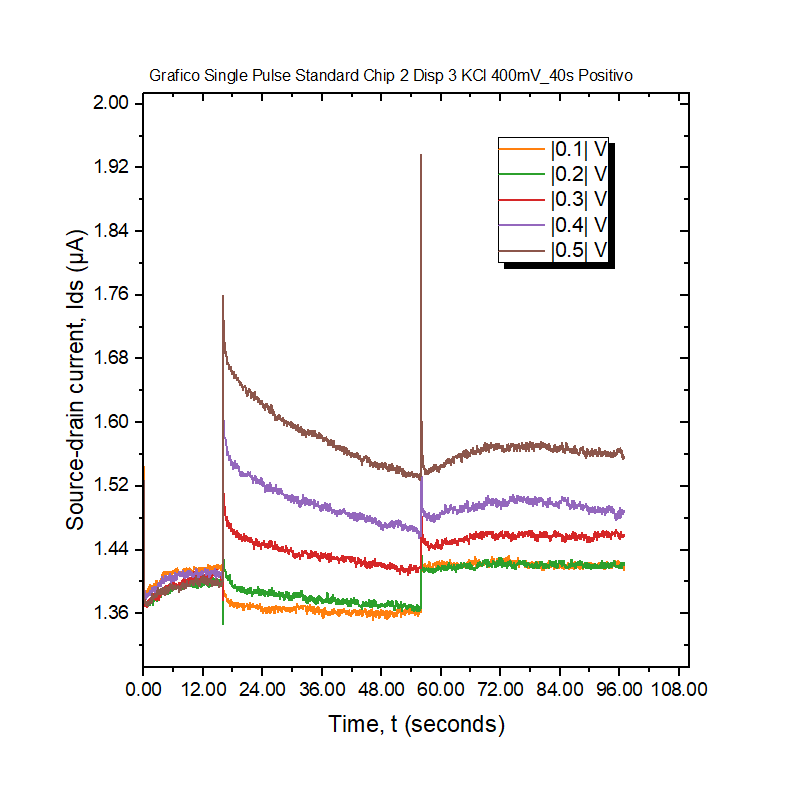 Grafico Single Pulse Standard Chip 2 Disp 3 KCl 400mV_40s Positivo
2.00
1.92
1.84
1.76
1.68
1.60
1.52
1.44
1.36
Source-drain current, Ids (µA)
|0.1| V
|0.2| V
|0.3| V
|0.4| V
|0.5| V
0.00 12.00 24.00 36.00 48.00 60.00 72.00 84.00 96.00 108.00
Time, t (seconds)